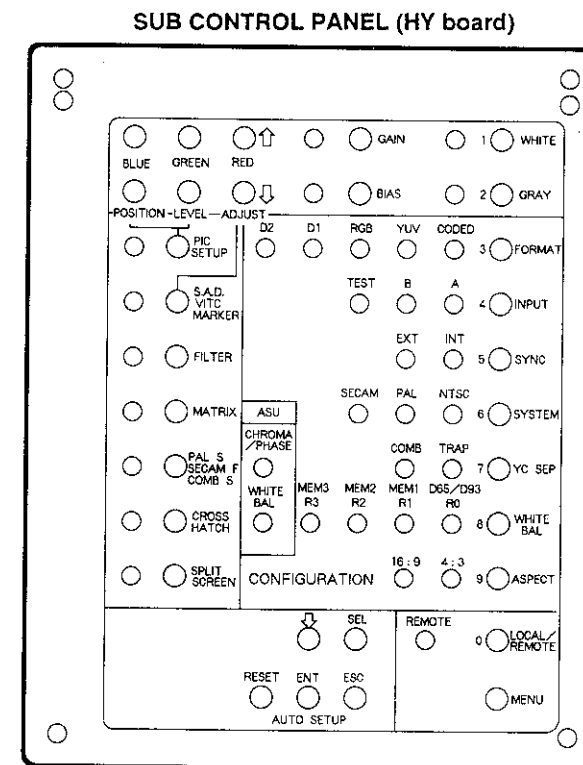 SUB CONTROL PANEL (HY board)
GAIN 1 WHITE
BLUE GREEN RED
BIAS 2 GRAY
POSITION - LEVEL - ADJUST
D2 D1 RGB YUV CODED
PIC
SETUP
3 FORMAT
TEST B A
S.A.D.
VITC
MARKER
4 INPUT
EXT INT
FILTER
5 SYNC
SECAM PAL NTSC
MATRIX
ASU
6 SYSTEM
CHROMA
/PHASE
COMB TRAP
PAL S
SECAM F
COMB S
7 YC SEP
WHITE
BAL
MEM3 MEM2 MEM1 D65/D93
R3 R2 R1 R0
CROSS
HATCH
8 WHITE
BAL
16:9 4:3
SPLIT
SCREEN
CONFIGURATION
9 ASPECT
SEL
REMOTE
0 LOCAL/
REMOTE
RESET ENT ESC
MENU
AUTO SETUP